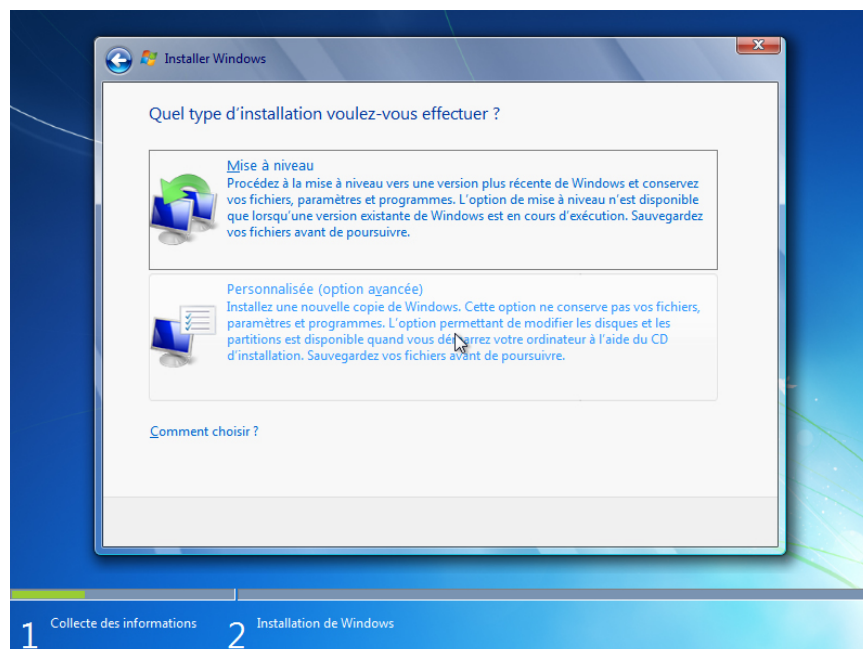 Installer Windows
Quel type d'installation voulez-vous effectuer ?
Mise à niveau
Procédez à la mise à niveau vers une version plus récente de Windows et conservez
vos fichiers, paramètres et programmes. L'option de mise à niveau n'est disponible
que lorsqu'une version existante de Windows est en cours d'exécution. Sauvegardez
vos fichiers avant de poursuivre.
Personnalisée (option avancée)
Installez une nouvelle copie de Windows. Cette option ne conserve pas vos fichiers,
paramètres et programmes. L'option permettant de modifier les disques et les
partitions est disponible quand vous démarrez votre ordinateur à l'aide du CD
d'installation. Sauvegardez vos fichiers avant de poursuivre.
Comment choisir ?
1 Collecte des informations
2 Installation de Windows